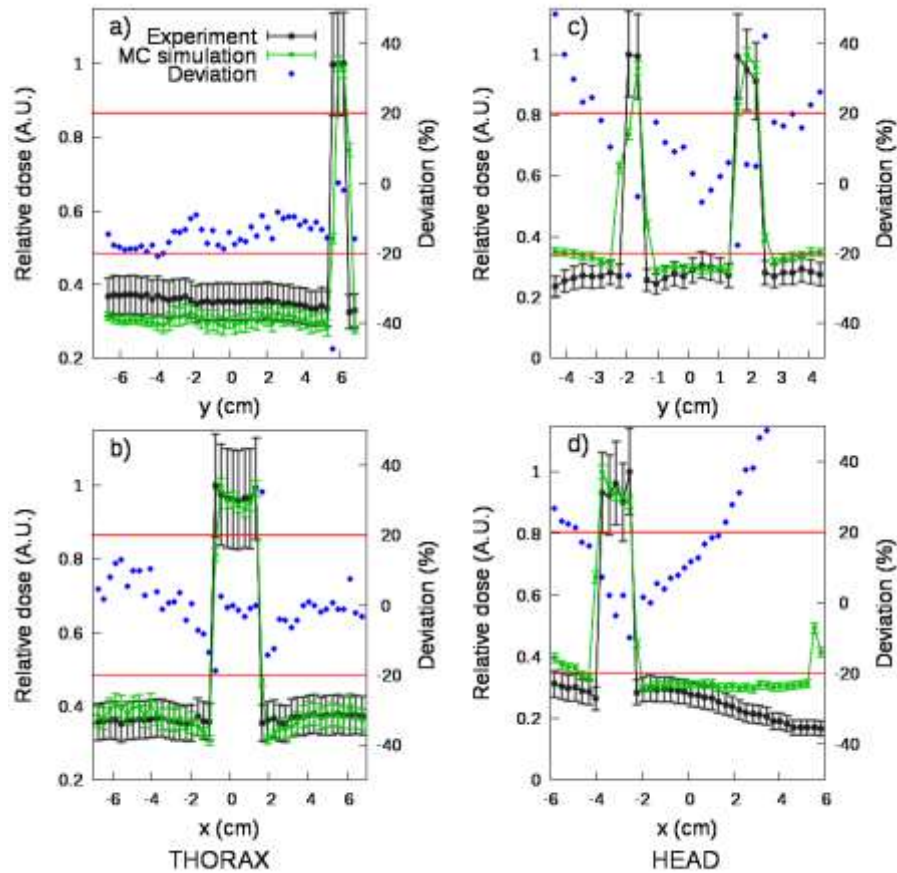 a)
Experiment
MC simulation
Deviation
Relative dose (A.U.)
1
0.8
0.6
0.4
0.2
40
20
0
-20
-40
Deviation (%)
-6 -4 -2 0 2 4 6
y (cm)
c)
Relative dose (A.U.)
1
0.8
0.6
0.4
0.2
0
40
20
0
-20
-40
Deviation (%)
-4 -3 -2 -1 0 1 2 3 4
y (cm)
b)
Relative dose (A.U.)
1
0.8
0.6
0.4
0.2
40
20
0
-20
-40
Deviation (%)
-6 -4 -2 0 2 4 6
x (cm)
THORAX
d)
Relative dose (A.U.)
1
0.8
0.6
0.4
0.2
0
40
20
0
-20
-40
Deviation (%)
-6 -4 -2 0 2 4 6
x (cm)
HEAD